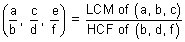 (a/b, c/d, e/f) = LCM of (a, b, c) / HCF of (b, d, f)